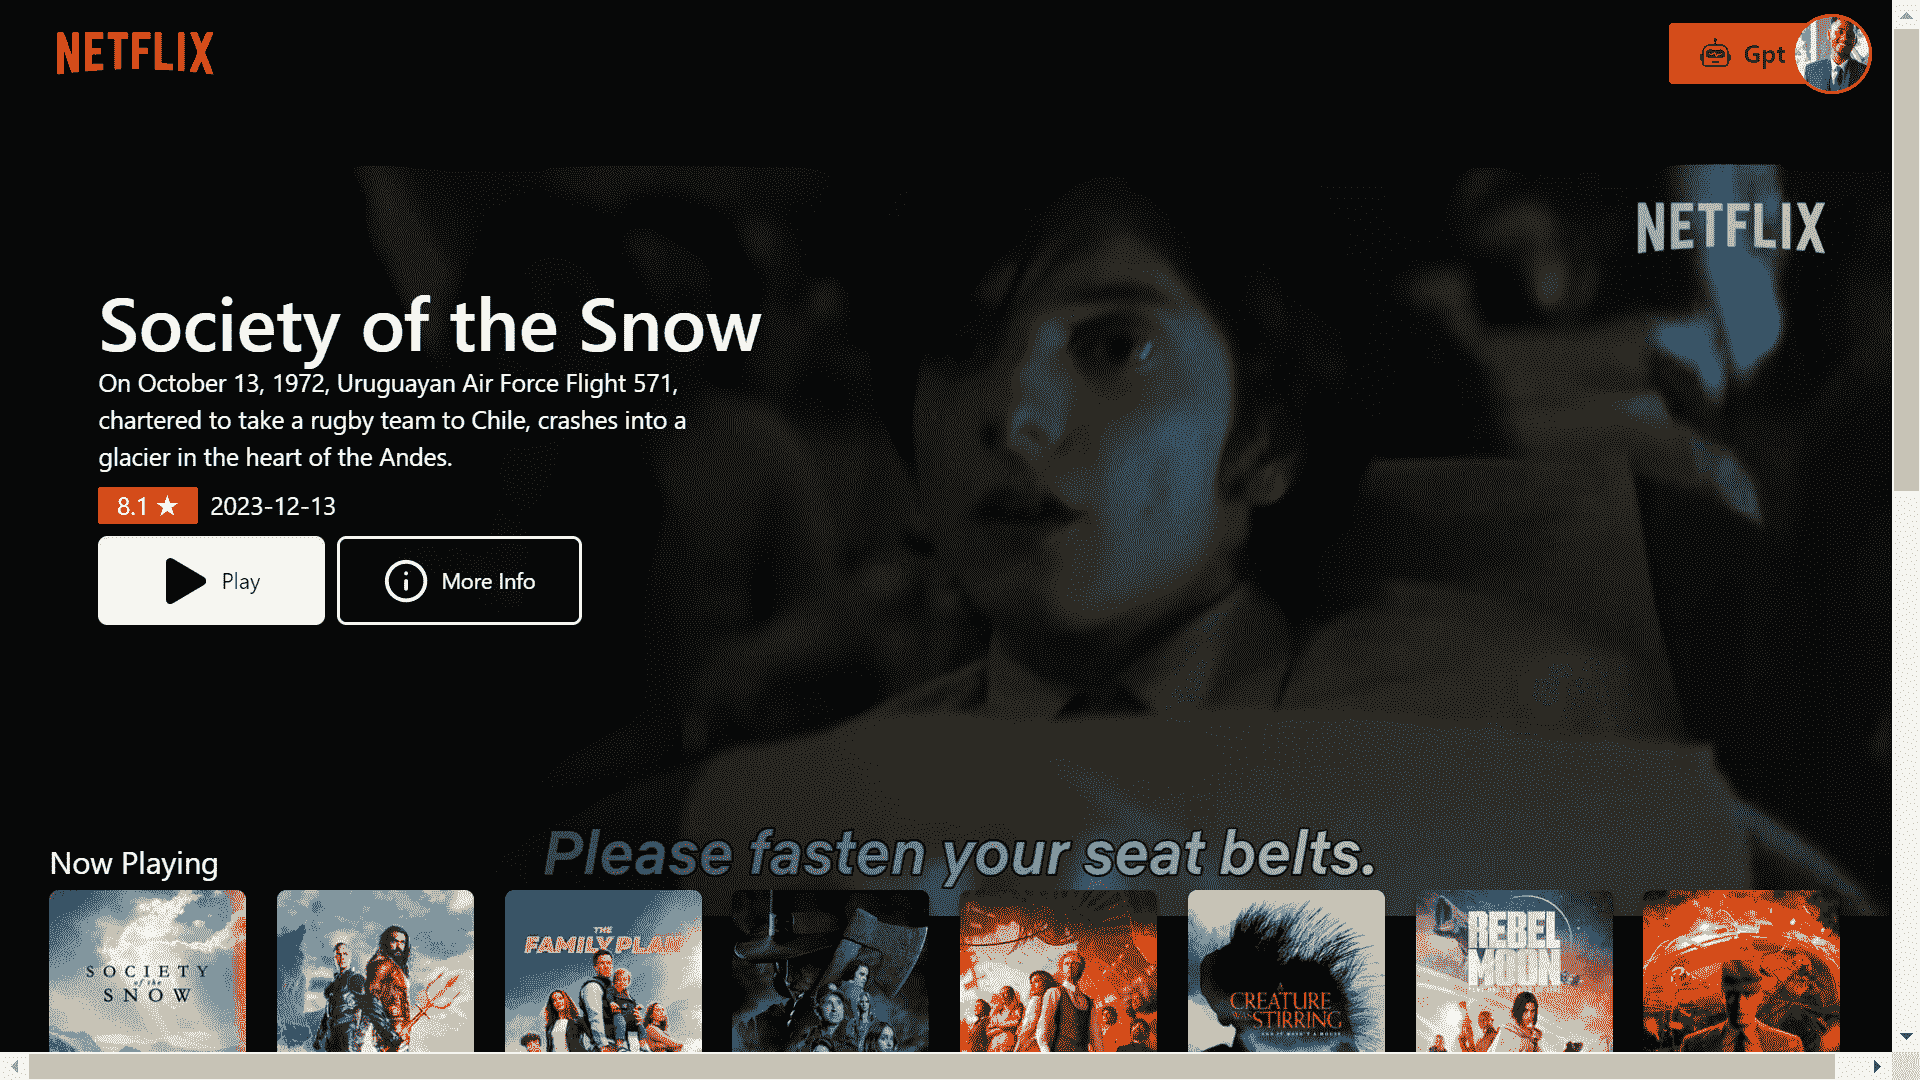 NETFLIX
Gpt
NETFLIX
Society of the Snow
On October 13, 1972, Uruguayan Air Force Flight 571,
chartered to take a rugby team to Chile, crashes into a
glacier in the heart of the Andes.
8.1 ★ 2023-12-13
Play
More Info
Please fasten your seat belts.
Now Playing
SOCIETY
of the
SNOW
THE
FAMILY PLAN
A
CREATURE
WAS
STIRRING
REBEL
MOON